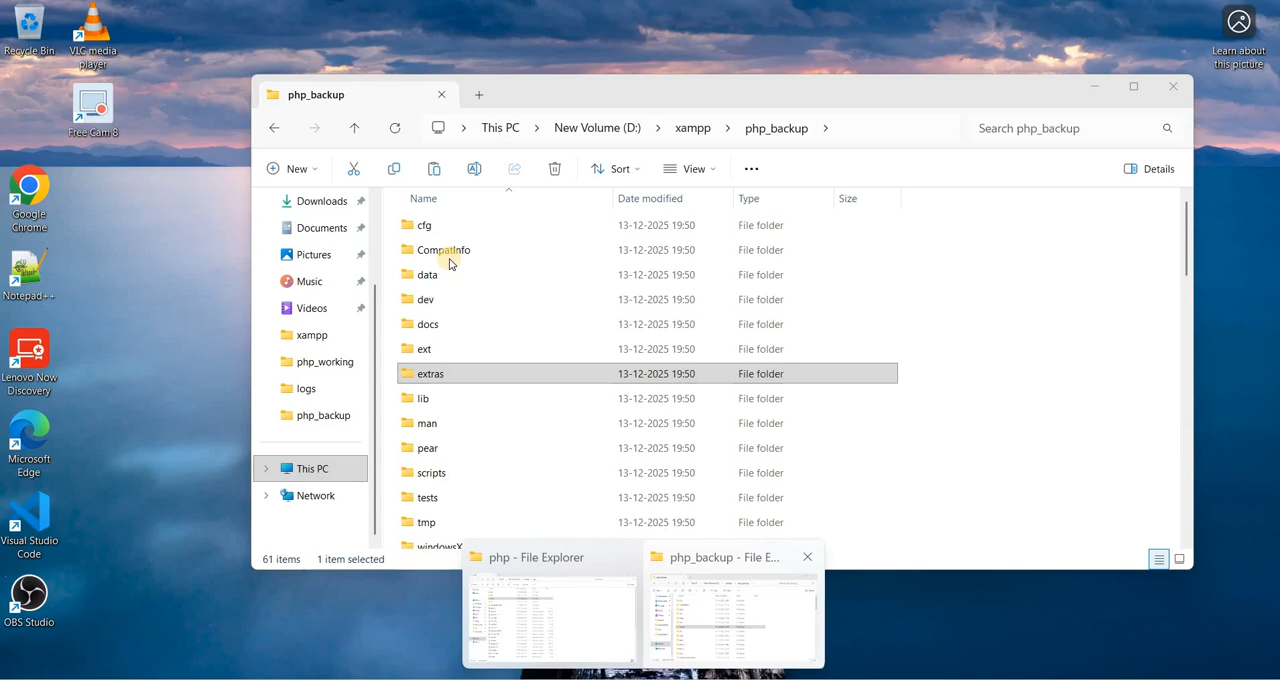 Recycle Bin
VLC media
player
Learn about
this picture
Free Cam 8
Google
Chrome
Notepad++
Lenovo Now
Discovery
Microsoft
Edge
Visual Studio
Code
OBS Studio
php_backup
This PC
New Volume (D:)
xampp
php_backup
Search php_backup
New
Sort
View
Details
Downloads
Documents
Pictures
Music
Videos
xampp
php_working
logs
php_backup
This PC
Network
Name Date modified Type Size
cfg 13-12-2025 19:50 File folder
CompatInfo 13-12-2025 19:50 File folder
data 13-12-2025 19:50 File folder
dev 13-12-2025 19:50 File folder
docs 13-12-2025 19:50 File folder
ext 13-12-2025 19:50 File folder
extras 13-12-2025 19:50 File folder
lib 13-12-2025 19:50 File folder
man 13-12-2025 19:50 File folder
pear 13-12-2025 19:50 File folder
scripts 13-12-2025 19:50 File folder
tests 13-12-2025 19:50 File folder
tmp 13-12-2025 19:50 File folder
61 items 1 item selected
php - File Explorer
php_backup - File E...